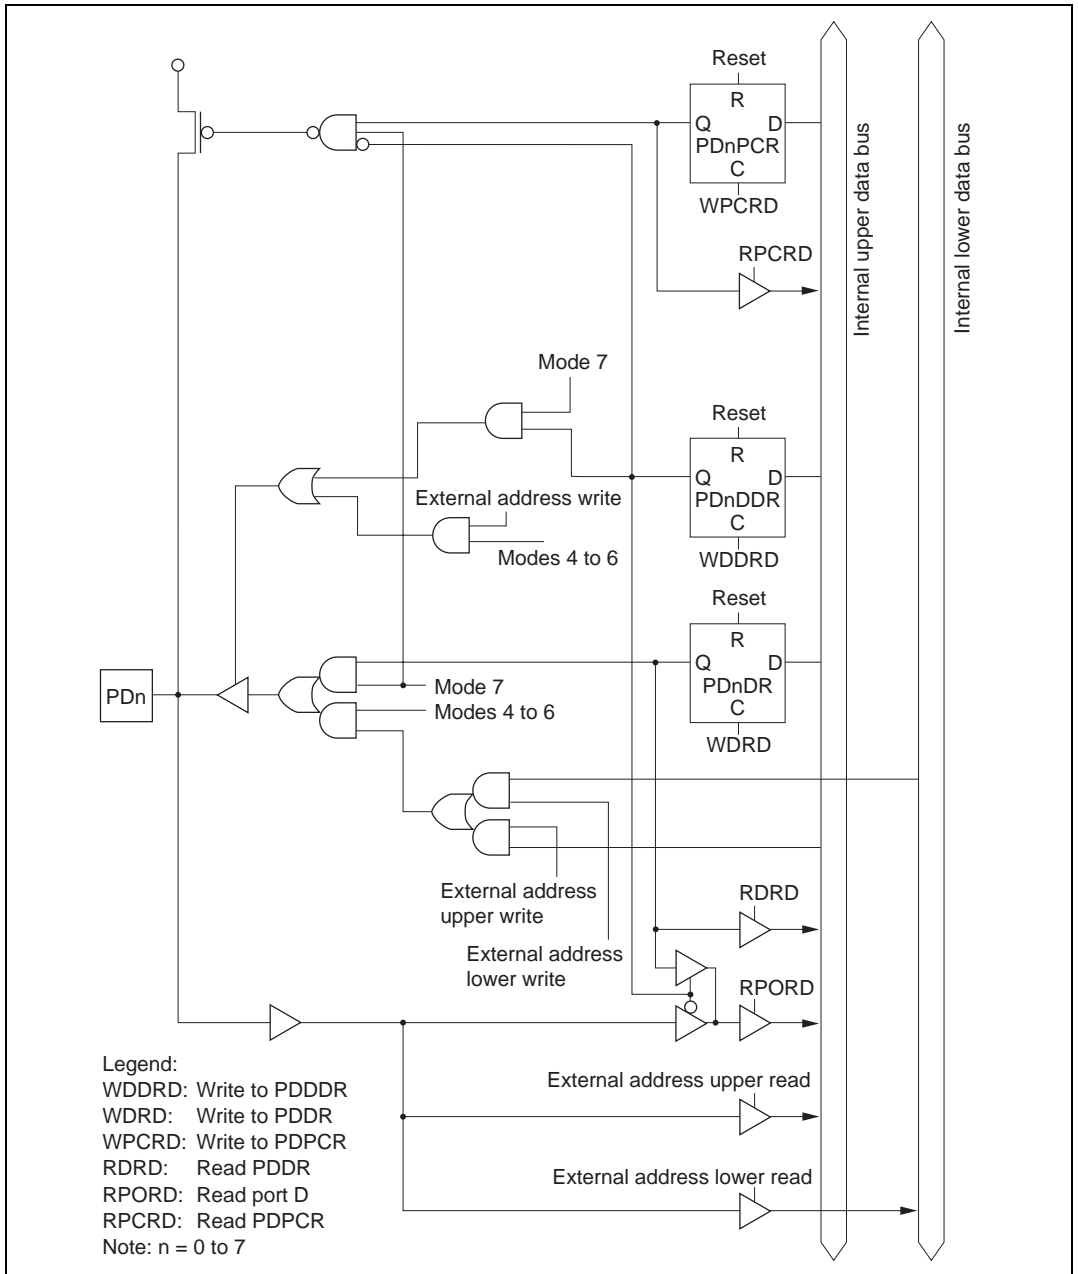 Reset
R
Q D
PDnPCR
C
WPCRD
RPCRD
Internal upper data bus
Internal lower data bus
Mode 7
Reset
R
Q D
PDnDDR
C
WDDRD
External address write
Modes 4 to 6
Reset
R
Q D
PDnDR
C
WDRD
PDn
Mode 7
Modes 4 to 6
External address
upper write
External address
lower write
RDRD
RPORD
External address upper read
External address lower read
Legend:
WDDRD: Write to PDDDR
WDRD: Write to PDDR
WPCRD: Write to PDPCR
RDRD: Read PDDR
RPORD: Read port D
RPCRD: Read PDPCR
Note: n = 0 to 7